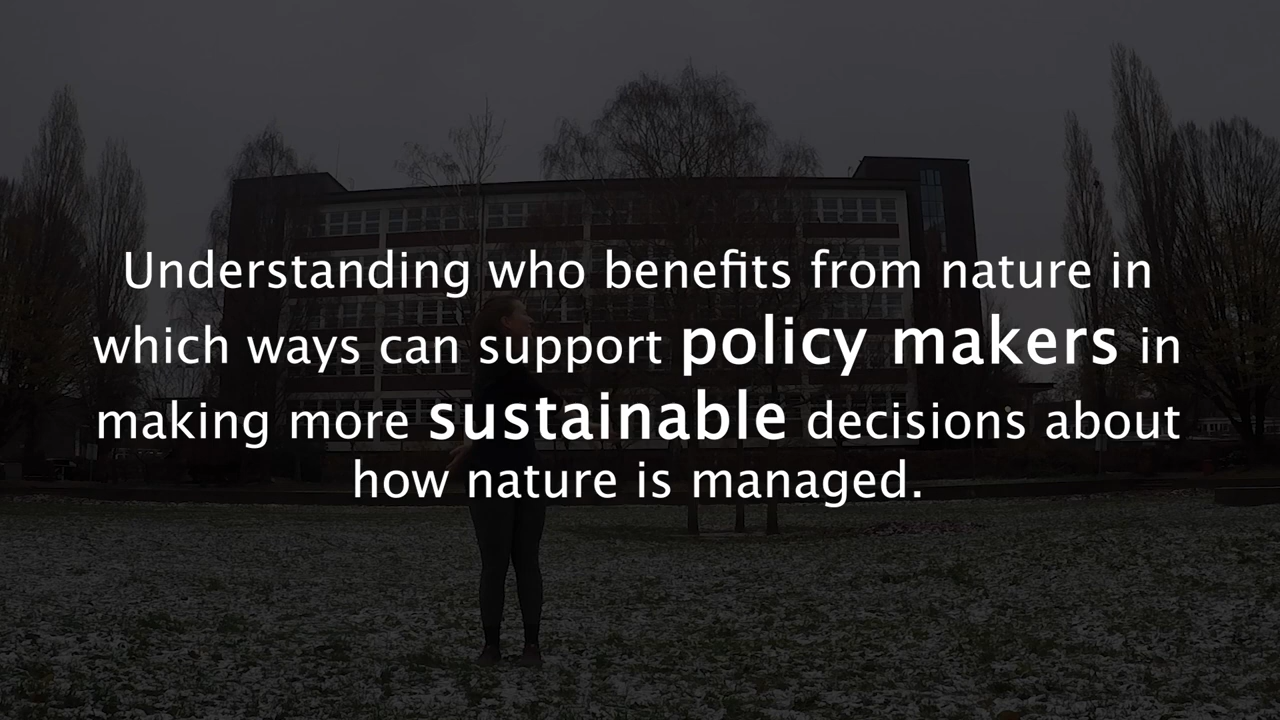 Understanding who benefits from nature in
which ways can support policy makers in
making more sustainable decisions about
how nature is managed.